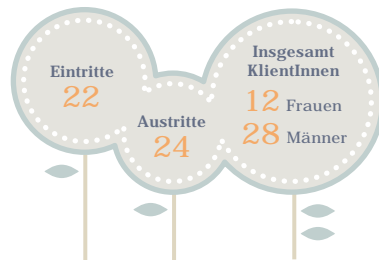 Eintritte
22
Austritte
24
Insgesamt
KlientInnen
12 Frauen
28 Männer